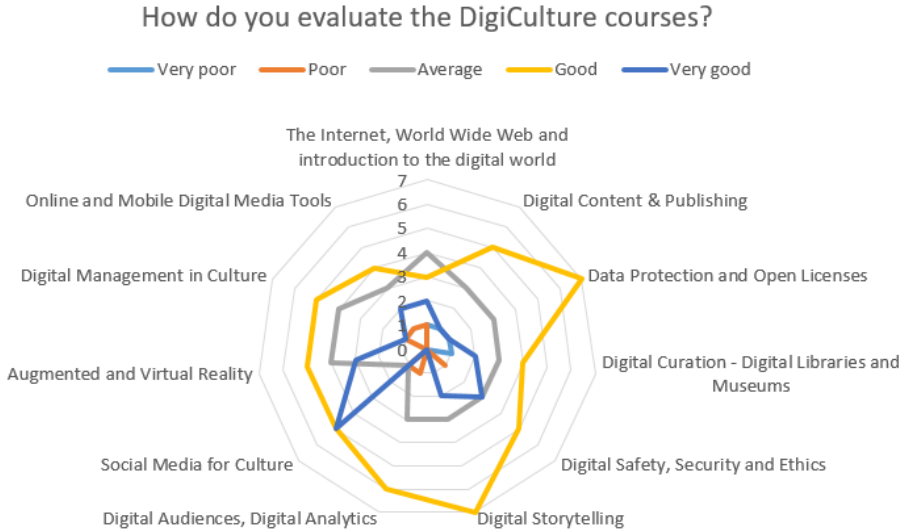 How do you evaluate the DigiCulture courses?
Very poor
Poor
Average
Good
Very good
The Internet, World Wide Web and
introduction to the digital world
Online and Mobile Digital Media Tools
Digital Content & Publishing
Digital Management in Culture
Data Protection and Open Licenses
Augmented and Virtual Reality
Digital Curation - Digital Libraries and
Museums
Social Media for Culture
Digital Safety, Security and Ethics
Digital Audiences, Digital Analytics
Digital Storytelling
7
6
5
4
3
2
1
0